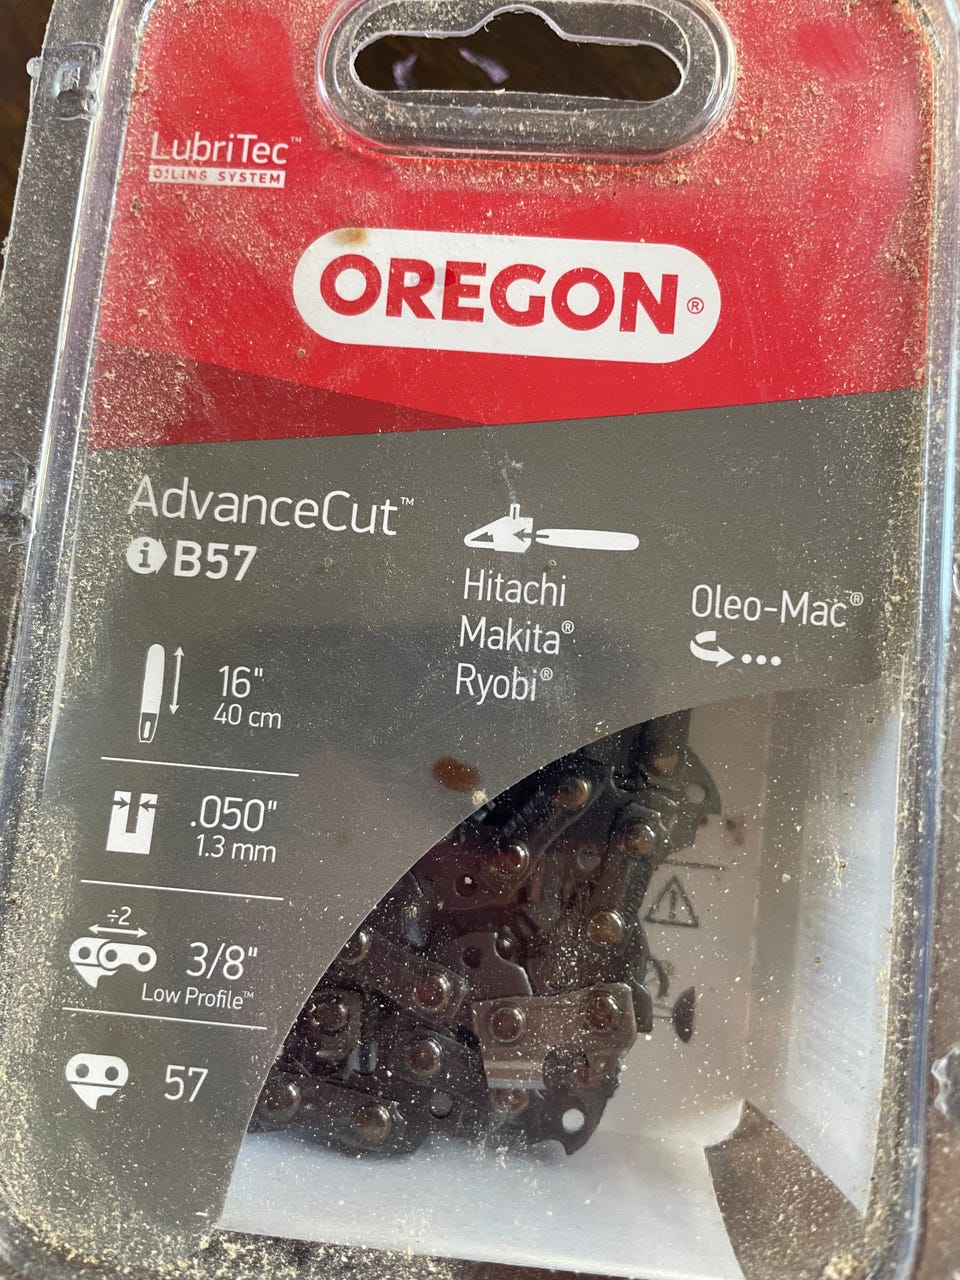 LubriTec™
OILING SYSTEM
OREGON®
AdvanceCut™
i B57
Hitachi
Makita®
Ryobi®
Oleo-Mac®
...
16"
40 cm
.050"
1.3 mm
÷2
3/8"
Low Profile™
57